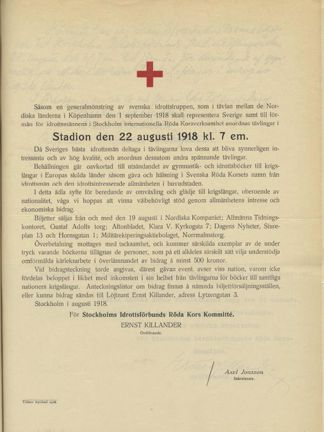 Såsom en generalmönstring av svenska idrottstruppen, som i tävlan mellan de Nor-
diska länderna i Köpenhamn den 1 september 1918 skall representera Sverige samt till för-
mån för idrottsmännens i Stockholm internationella Röda Korsverksamhet anordnas tävlingar i
Stadion den 22 augusti 1918 kl. 7 em.
Då Sveriges bästa idrottsmän deltaga i tävlingarna lova dessa att bliva synnerligen in-
tressanta och av hög kvalité, och anordnas dessutom andra spännande tävlingar.
Behållningen går oavkortad till utsändandet av gymnastik- och idrottsböcker till krigs-
fångar i Europas skilda länder såsom gåva och hälsning i Svenska Röda Korsets namn från
idrottsmän och den idrottsintresserade allmänheten i huvudstaden.
I detta ädla syfte för beredande av omväxling och glädje till krigsfångar, oberoende av
nationalitet, våga vi hoppas att vinna välbehövligt stöd genom allmänhetens intresse och
ekonomiska bidrag.
Biljetter säljas från och med den 19 augusti i Nordiska Kompaniet; Allmänna Tidnings-
kontoret, Gustaf Adolfs torg; Aftonbladet, Klara V. Kyrkogata 7; Dagens Nyheter, Sture-
plan 13 och Hornsgatan 1; Militärekiperingsaktiebolaget, Norrmalmstorg.
Överbetalning mottages med tacksamhet, och kommer särskilda exemplar av de under
tryck varande böckerna tillägnas de personer, som på ett alldeles särskilt sätt vilja understödja
omförmälda kärleksarbete i överlämnandet av bidrag å minst 500 kronor.
Vid bidragsteckning torde angivas, därest gåvan event. avser viss nation, varom icke
fördelas beloppet i likhet med inkomsten i sin helhet från tävlingarna för böcker till samtliga
nationers krigsfångar. Anteckningslistor om bidrag finnas å nämnda biljettförsäljningsställen,
eller kunna bidrag sändas till Löjtnant Ernst Killander, adress Lytzensgatan 3.
Stockholm i augusti 1918.
För Stockholms Idrottsförbunds Röda Kors Kommitté.
ERNST KILLANDER
Ordförande.
/ Axel Jonsson
Sekreterare.